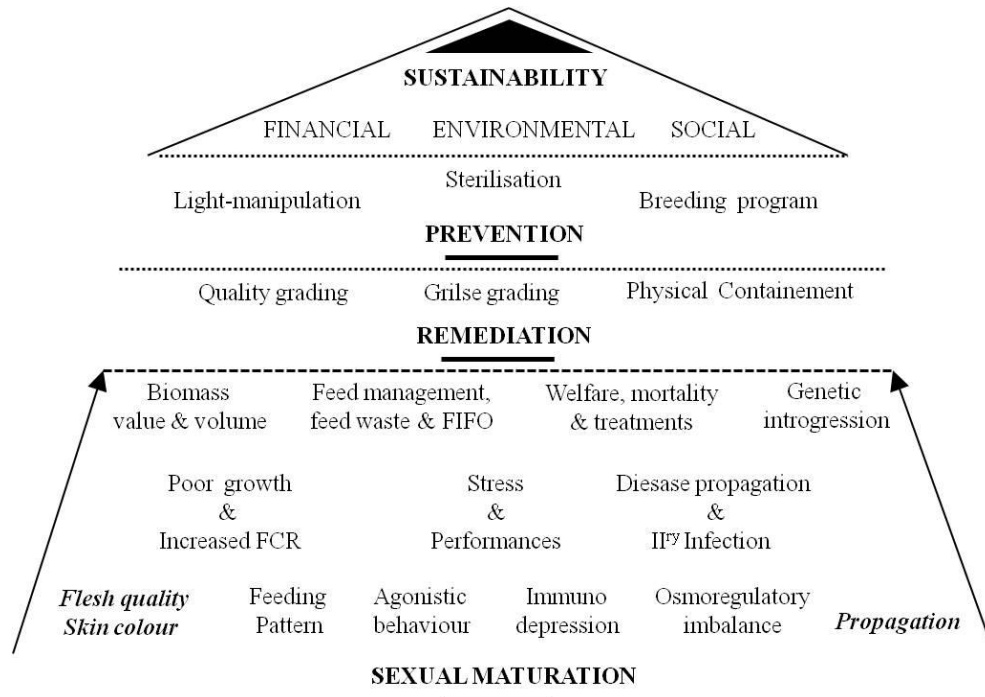 SUSTAINABILITY
FINANCIAL ENVIRONMENTAL SOCIAL
Sterilisation
Light-manipulation Breeding program
PREVENTION
Quality grading Grilse grading Physical Containement
REMEDIATION
Biomass Feed management, Welfare, mortality Genetic
value & volume feed waste & FIFO & treatments introgression
Poor growth Stress Diesase propagation
& & &
Increased FCR Performances IIry Infection
Flesh quality Feeding Agonistic Immuno Osmoregulatory
Skin colour Pattern behaviour depression imbalance Propagation
SEXUAL MATURATION